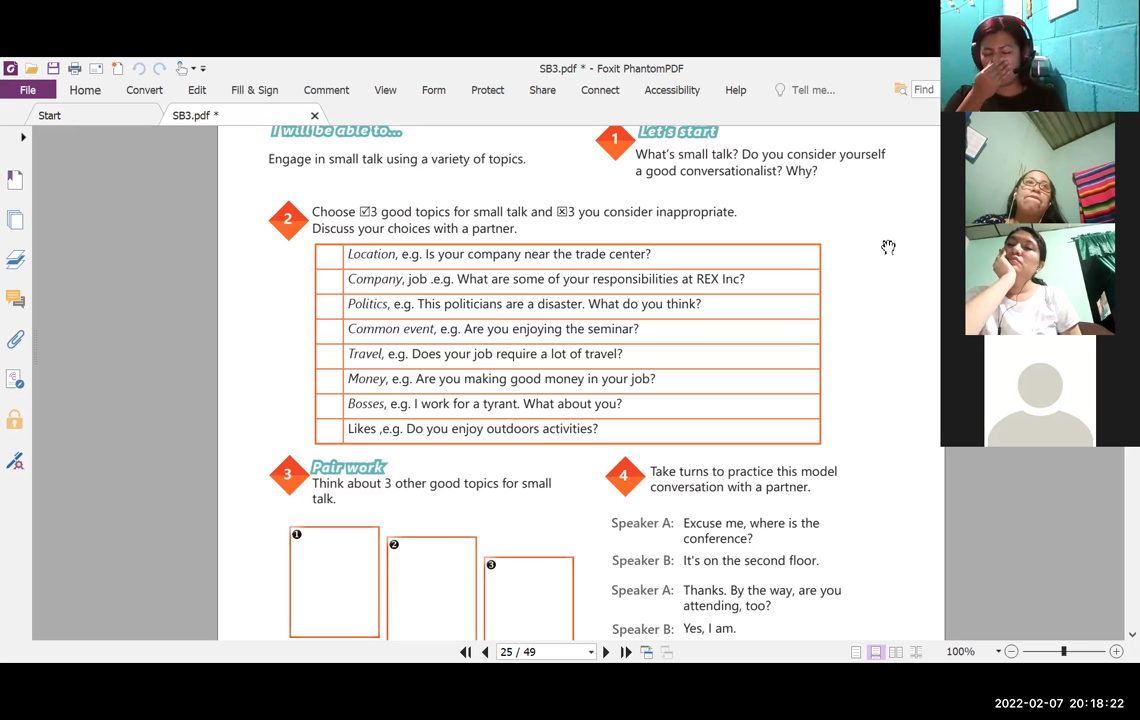 SB3.pdf * - Foxit PhantomPDF
File Home Convert Edit Fill & Sign Comment View Form Protect Share Connect Accessibility Help Tell me... Find
Start SB3.pdf *
I will be able to...
Engage in small talk using a variety of topics.
1 Let's start
What's small talk? Do you consider yourself
a good conversationalist? Why?
2 Choose ☑3 good topics for small talk and ☒3 you consider inappropriate.
Discuss your choices with a partner.
Location, e.g. Is your company near the trade center?
Company, job .e.g. What are some of your responsibilities at REX Inc?
Politics, e.g. This politicians are a disaster. What do you think?
Common event, e.g. Are you enjoying the seminar?
Travel, e.g. Does your job require a lot of travel?
Money, e.g. Are you making good money in your job?
Bosses, e.g. I work for a tyrant. What about you?
Likes ,e.g. Do you enjoy outdoors activities?
3 Pair work
Think about 3 other good topics for small
talk.
❶
❷
❸
4 Take turns to practice this model
conversation with a partner.
Speaker A: Excuse me, where is the
conference?
Speaker B: It's on the second floor.
Speaker A: Thanks. By the way, are you
attending, too?
Speaker B: Yes, I am.
25 / 49
100%
2022-02-07 20:18:22